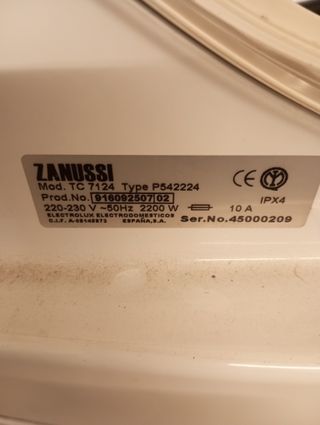 ZANUSSI
Mod. TC 7124 Type P542224
Prod.No. 916092507 02
220-230 V ~50Hz 2200 W 10 A
IPX4
ELECTROLUX ELECTRODOMESTICOS
ESPAÑA,S.A.
Ser.No.45000209